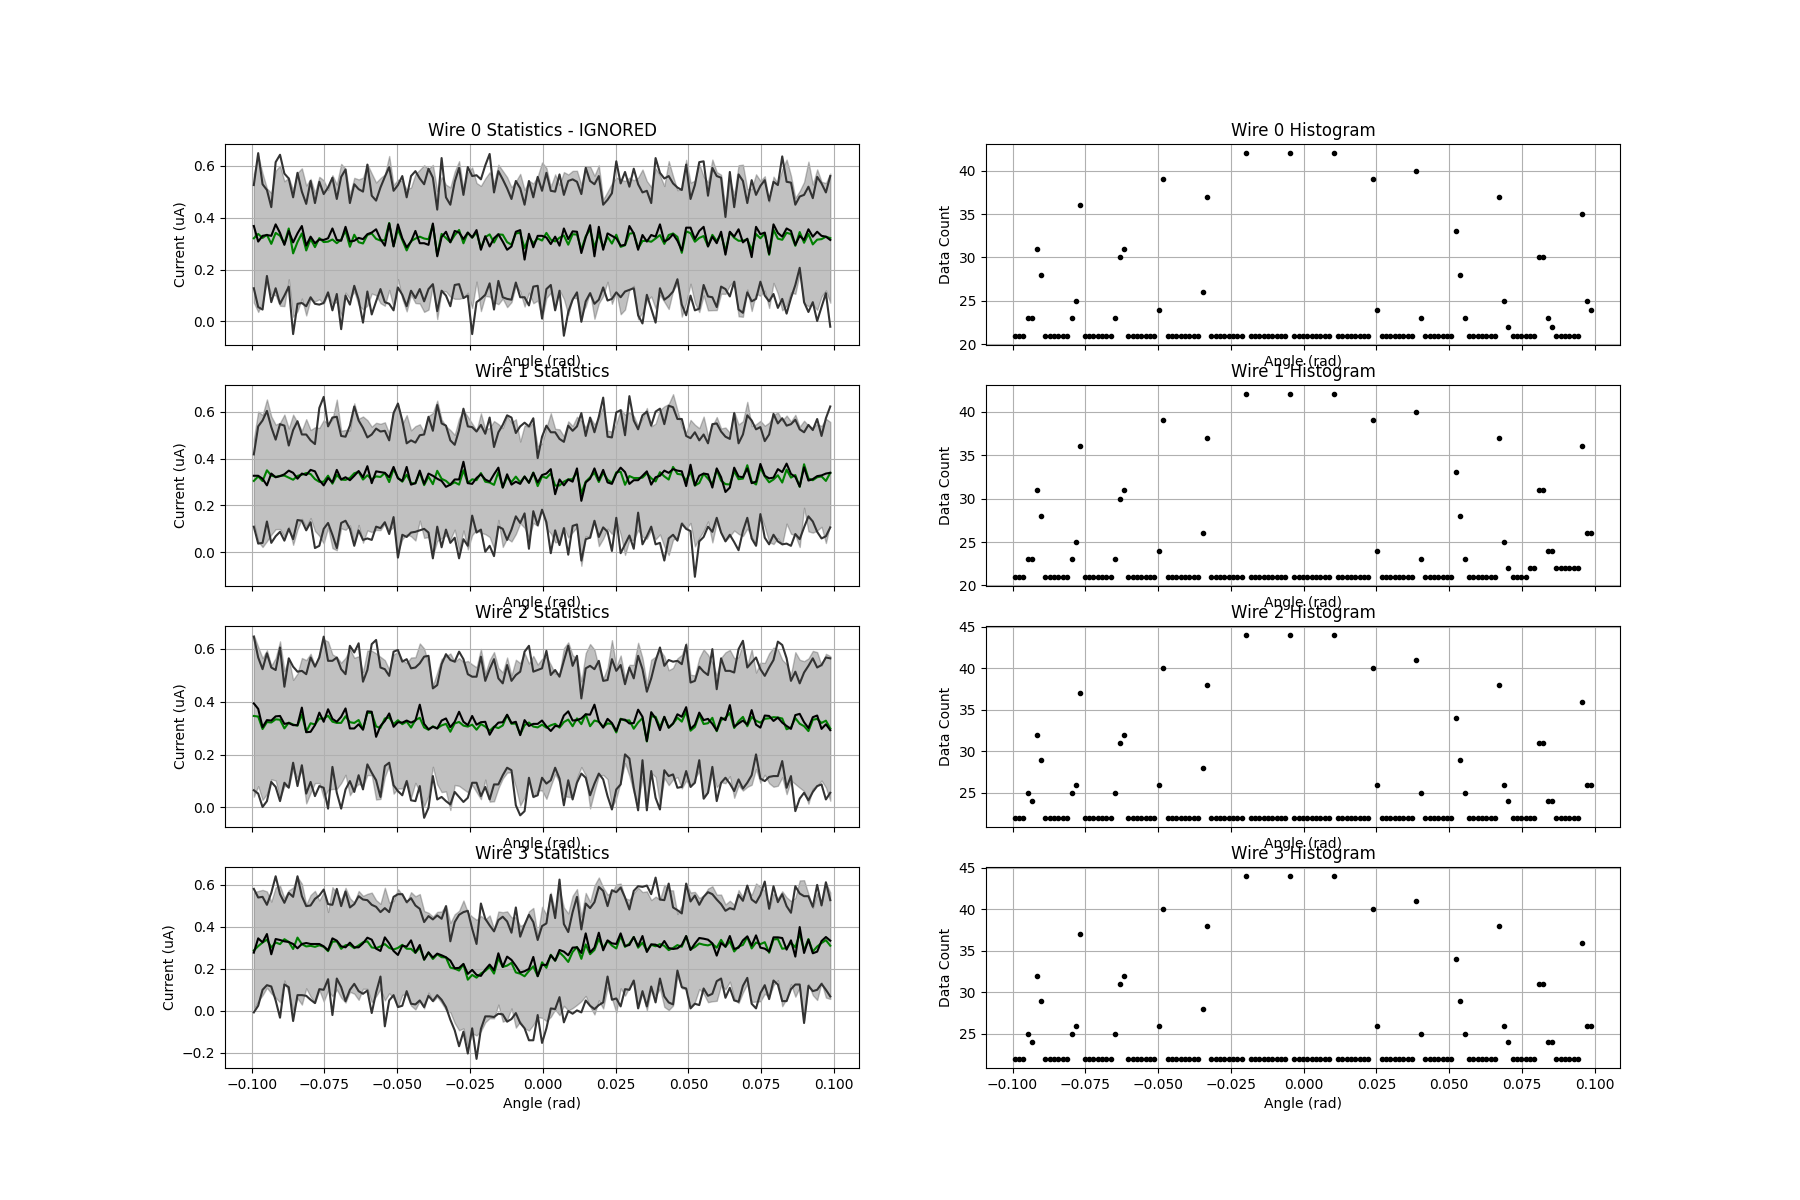 Wire 0 Statistics - IGNORED
Current (uA)
0.6
0.4
0.2
0.0
Angle (rad)
Wire 0 Histogram
Data Count
40
35
30
25
20
Angle (rad)
Wire 1 Statistics
Current (uA)
0.6
0.4
0.2
0.0
Angle (rad)
Wire 1 Histogram
Data Count
40
35
30
25
20
Angle (rad)
Wire 2 Statistics
Current (uA)
0.6
0.4
0.2
0.0
Angle (rad)
Wire 2 Histogram
Data Count
45
40
35
30
25
Angle (rad)
Wire 3 Statistics
Current (uA)
0.6
0.4
0.2
0.0
−0.2
−0.100 −0.075 −0.050 −0.025 0.000 0.025 0.050 0.075 0.100
Angle (rad)
Wire 3 Histogram
Data Count
45
40
35
30
25
−0.100 −0.075 −0.050 −0.025 0.000 0.025 0.050 0.075 0.100
Angle (rad)